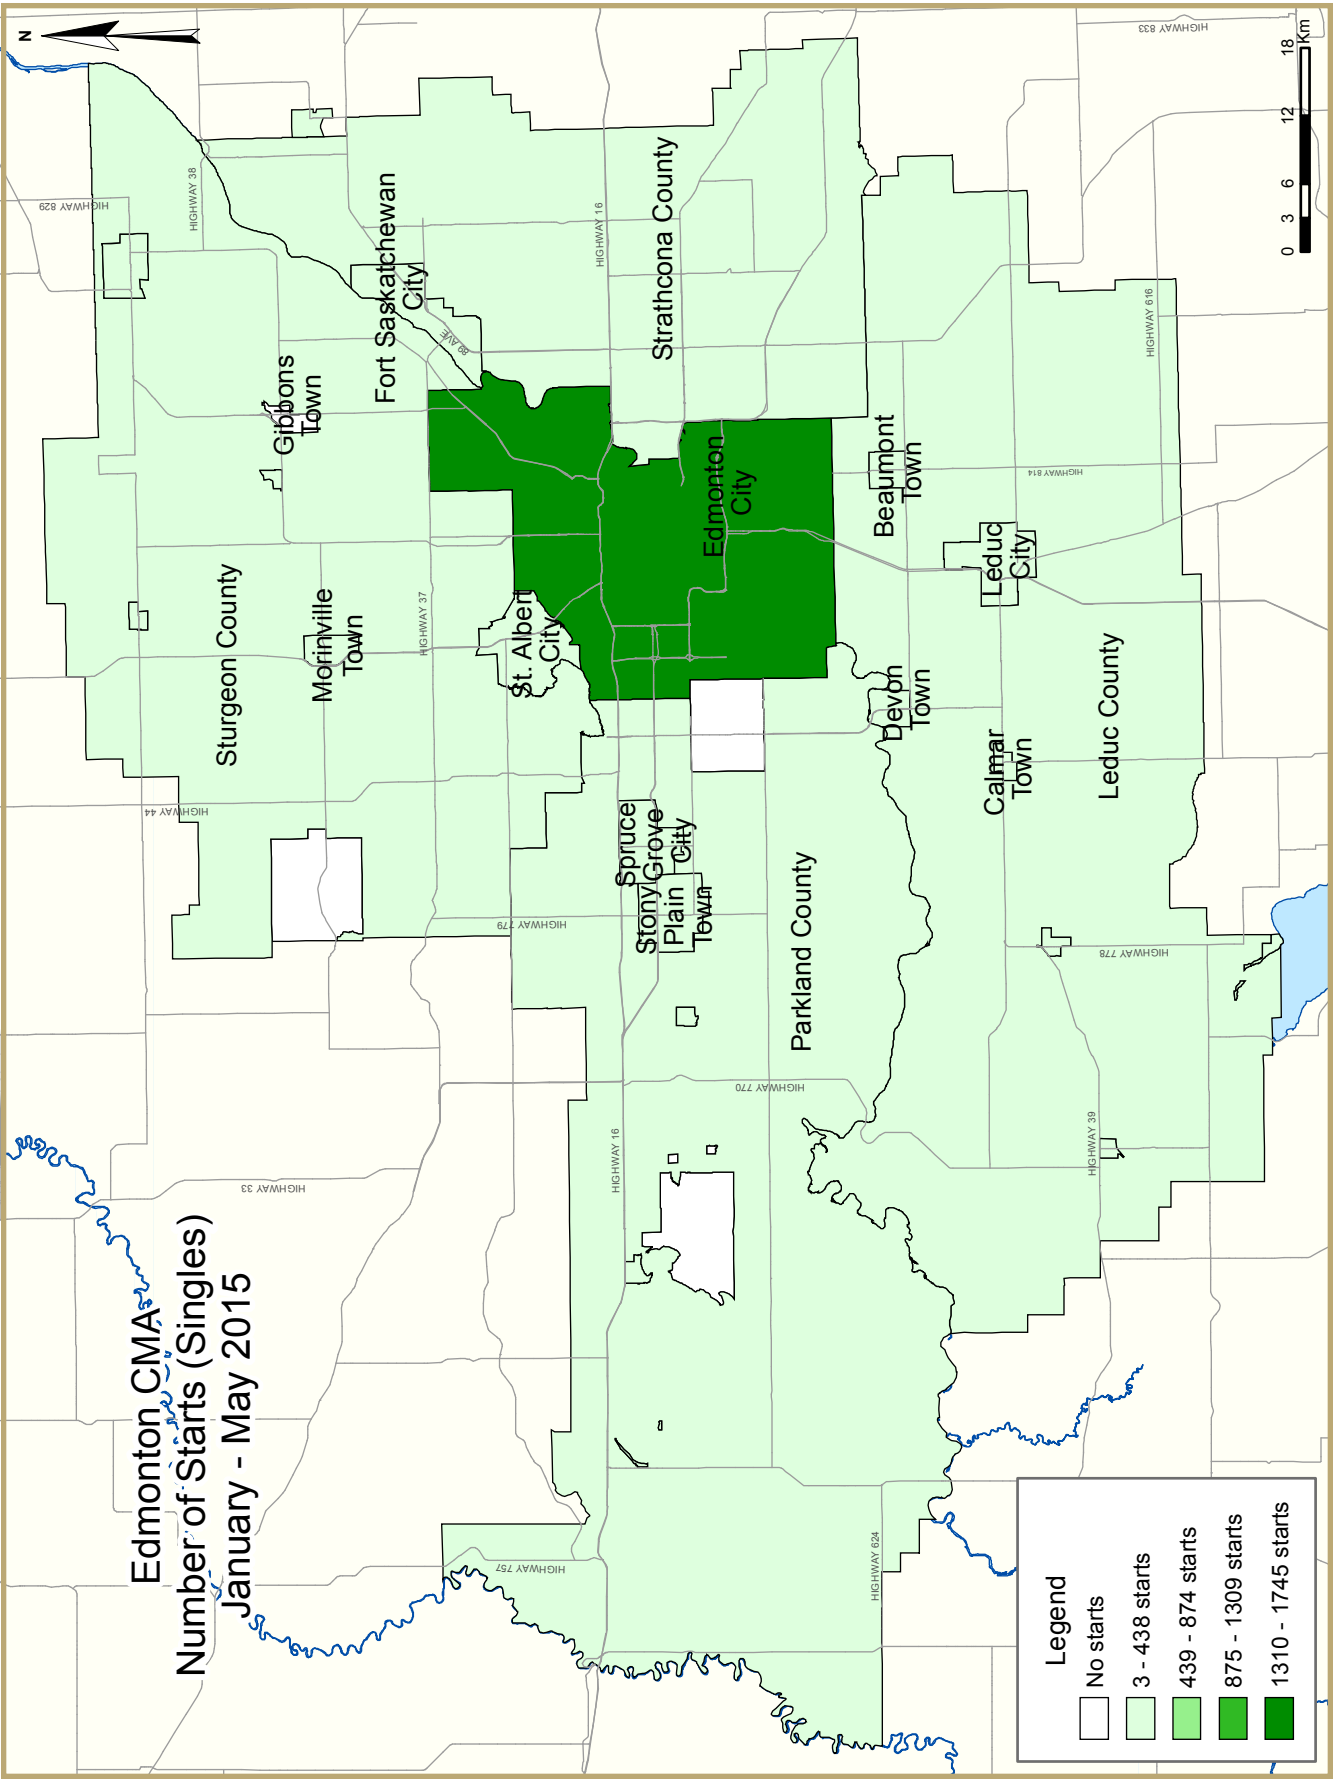 Edmonton CMA
Number of Starts (Singles)
January - May 2015
N
HIGHWAY 829
HIGHWAY 38
HIGHWAY 44
HIGHWAY 33
Gibbons
Town
Sturgeon County
Morinville
Town
Fort Saskatchewan
City
89 AVE
HIGHWAY 37
St. Albert
City
HIGHWAY 779
HIGHWAY 757
HIGHWAY 16
HIGHWAY 16
Strathcona County
Edmonton
City
Spruce
Grove
City
Stony
Plain
Town
HIGHWAY 770
Parkland County
HIGHWAY 624
Beaumont
Town
Devon
Town
Leduc
City
Calmar
Town
HIGHWAY 814
Leduc County
HIGHWAY 778
HIGHWAY 39
HIGHWAY 616
HIGHWAY 833
0 3 6 12 18
Km
Legend
No starts
3 - 438 starts
439 - 874 starts
875 - 1309 starts
1310 - 1745 starts